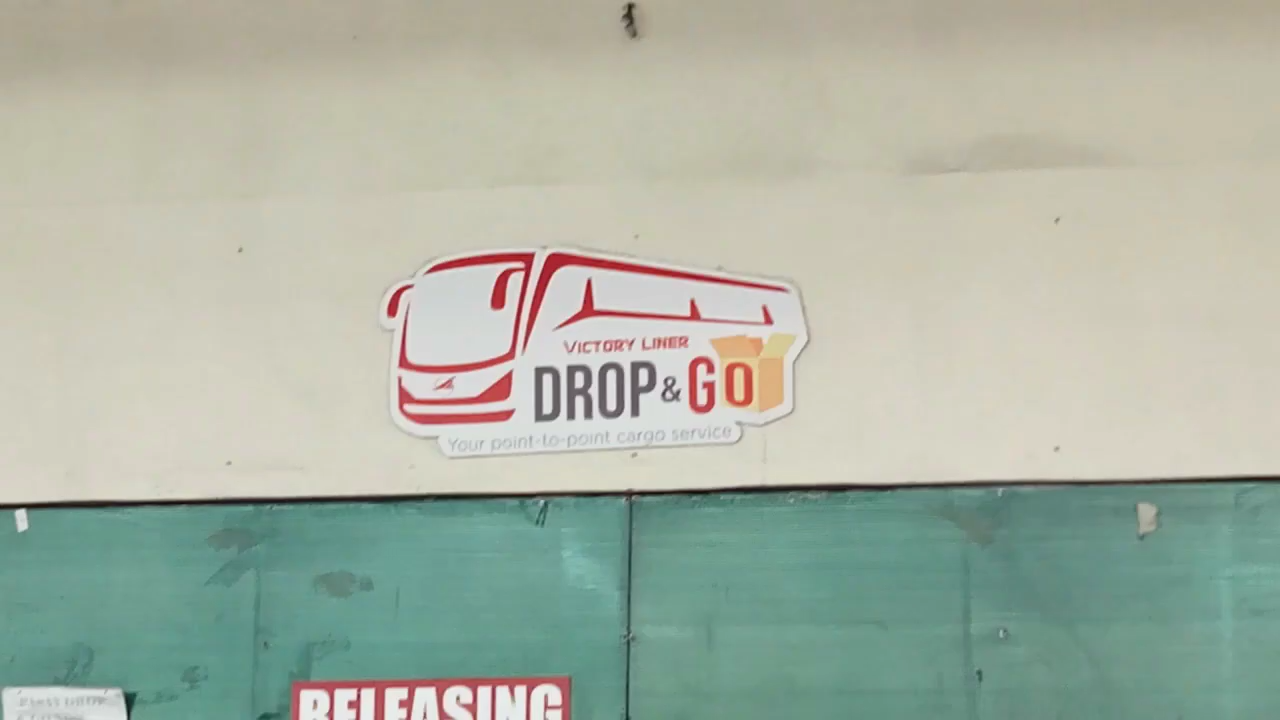 VICTORY LINER
DROP & GO
Your point-to-point cargo service
RELEASING